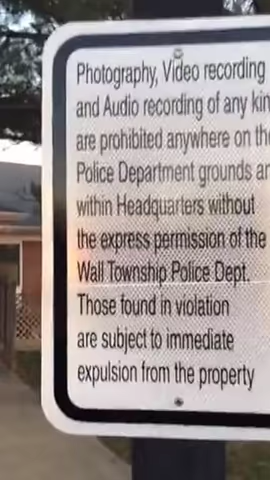 Photography, Video recording
and Audio recording of any kin
are prohibited anywhere on the
Police Department grounds an
within Headquarters without
the express permission of the
Wall Township Police Dept.
Those found in violation
are subject to immediate
expulsion from the property